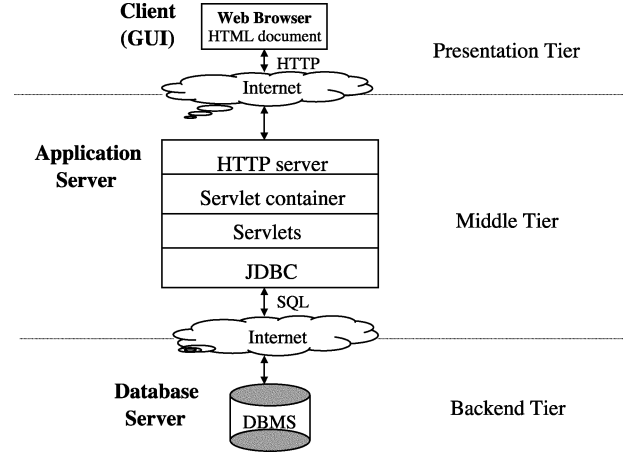 Client
(GUI)
Web Browser
HTML document
HTTP
Presentation Tier
Internet
Application
Server
HTTP server
Servlet container
Servlets
JDBC
Middle Tier
SQL
Internet
Database
Server
DBMS
Backend Tier